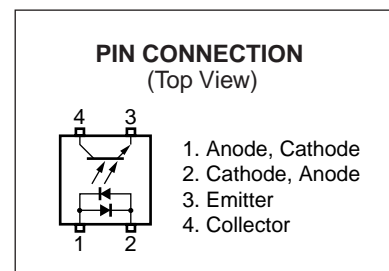 PIN CONNECTION
(Top View)
4 3
1. Anode, Cathode
2. Cathode, Anode
3. Emitter
4. Collector
1 2